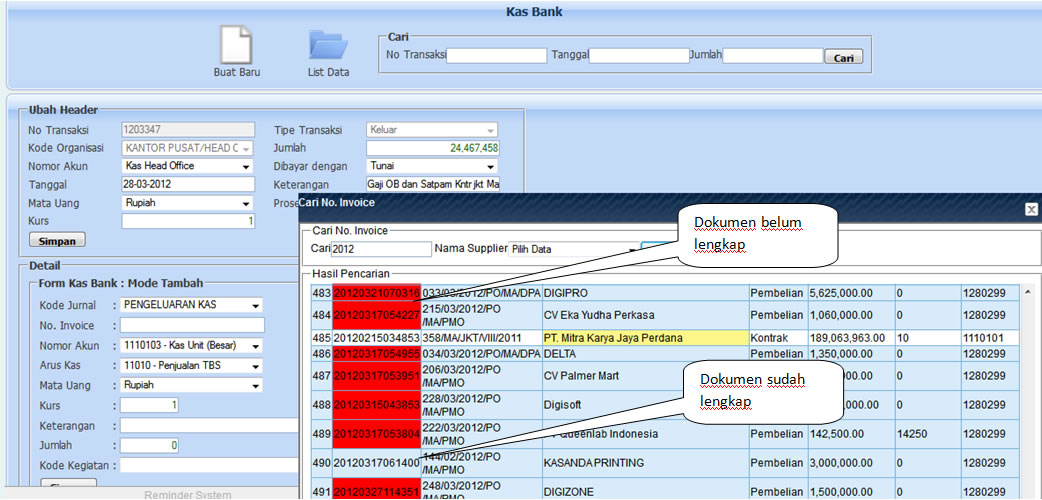 Kas Bank
Buat Baru
List Data
Cari
No Transaksi
Tanggal
Jumlah
Cari
Ubah Header
No Transaksi 1203347 Tipe Transaksi Keluar
Kode Organisasi KANTOR PUSAT/HEAD O Jumlah 24,467,458
Nomor Akun Kas Head Office Dibayar dengan Tunai
Tanggal 28-03-2012 Keterangan Gaji OB dan Satpam Kntr jkt Ma
Mata Uang Rupiah
Kurs 1
Simpan
Detail
Form Kas Bank : Mode Tambah
Kode Jurnal : PENGELUARAN KAS
No. Invoice :
Nomor Akun : 1110103 - Kas Unit (Besar)
Arus Kas : 11010 - Penjualan TBS
Mata Uang : Rupiah
Kurs : 1
Keterangan :
Jumlah : 0
Kode Kegiatan :
Reminder System
Cari No. Invoice
Cari No. Invoice
Cari 2012 Nama Supplier Pilih Data
Dokumen belum
lengkap
Hasil Pencarian
483 20120321070316 033/03/2012/PO/MA/DPA DIGIPRO Pembelian 5,625,000.00 0 1280299
484 20120317054227 215/03/2012/PO
/MA/PMO CV Eka Yudha Perkasa Pembelian 1,060,000.00 0 1280299
485 20120215034853 358/MA/JKT/VIII/2011 PT. Mitra Karya Jaya Perdana Kontrak 189,063,963.00 10 1110101
486 20120317054955 034/03/2012/PO/MA/DPA DELTA Pembelian 1,350,000.00 0 1280299
487 20120317053951 206/03/2012/PO
/MA/PMO CV Palmer Mart 0 1280299
Dokumen sudah
lengkap
488 20120315043853 228/03/2012/PO
/MA/PMO Digisoft 0 1280299
489 20120317053804 222/03/2012/PO
/MA/PMO Queenlab Indonesia Pembelian 142,500.00 14250 1280299
490 20120317061400 144/02/2012/PO
/MA/PMO KASANDA PRINTING Pembelian 3,000,000.00 0 1280299
491 20120327114351 248/03/2012/PO
/MA/PMO DIGIZONE Pembelian 1,500,000.00 0 1280299